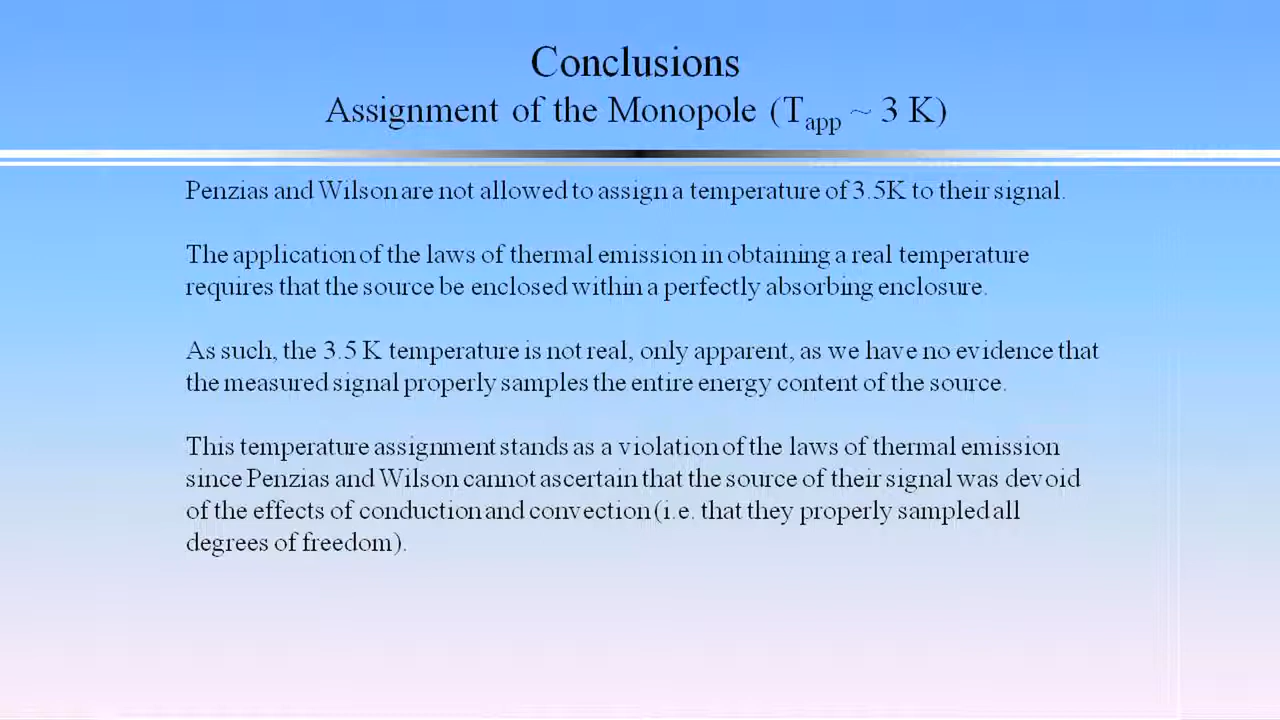 Conclusions
Assignment of the Monopole (Tapp ~ 3 K)
Penzias and Wilson are not allowed to assign a temperature of 3.5K to their signal.
The application of the laws of thermal emission in obtaining a real temperature
requires that the source be enclosed within a perfectly absorbing enclosure.
As such, the 3.5 K temperature is not real, only apparent, as we have no evidence that
the measured signal properly samples the entire energy content of the source.
This temperature assignment stands as a violation of the laws of thermal emission
since Penzias and Wilson cannot ascertain that the source of their signal was devoid
of the effects of conduction and convection (i.e. that they properly sampled all
degrees of freedom).